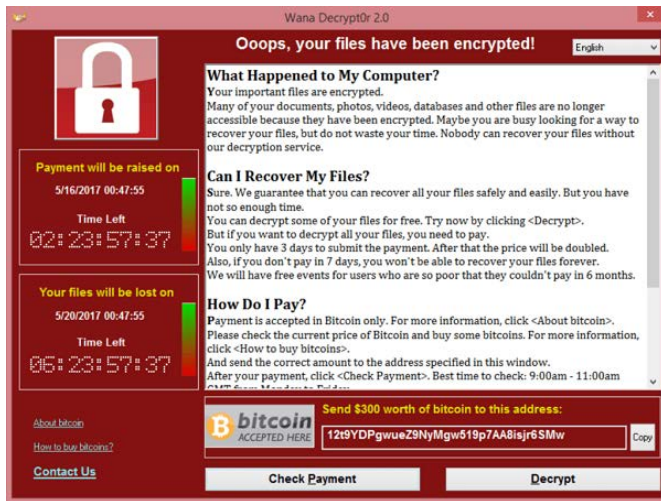 Wana Decrypt0r 2.0
Ooops, your files have been encrypted!
English
Payment will be raised on
5/16/2017 00:47:55
Time Left
02:23:57:37
Your files will be lost on
5/20/2017 00:47:55
Time Left
06:23:57:37
About bitcoin
How to buy bitcoins?
Contact Us
What Happened to My Computer?
Your important files are encrypted.
Many of your documents, photos, videos, databases and other files are no longer
accessible because they have been encrypted. Maybe you are busy looking for a way to
recover your files, but do not waste your time. Nobody can recover your files without
our decryption service.
Can I Recover My Files?
Sure. We guarantee that you can recover all your files safely and easily. But you have
not so enough time.
You can decrypt some of your files for free. Try now by clicking <Decrypt>.
But if you want to decrypt all your files, you need to pay.
You only have 3 days to submit the payment. After that the price will be doubled.
Also, if you don't pay in 7 days, you won't be able to recover your files forever.
We will have free events for users who are so poor that they couldn't pay in 6 months.
How Do I Pay?
Payment is accepted in Bitcoin only. For more information, click <About bitcoin>.
Please check the current price of Bitcoin and buy some bitcoins. For more information,
click <How to buy bitcoins>.
And send the correct amount to the address specified in this window.
After your payment, click <Check Payment>. Best time to check: 9:00am - 11:00am
GMT from Monday to Friday
bitcoin
ACCEPTED HERE
Send $300 worth of bitcoin to this address:
12t9YDPgwueZ9NyMgw519p7AA8isjr6SMw
Copy
Check Payment
Decrypt